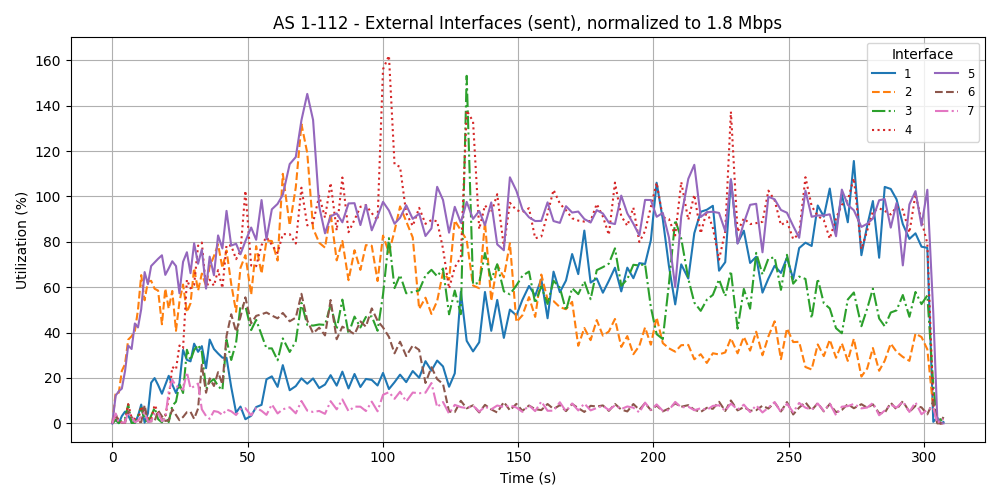 AS 1-112 - External Interfaces (sent), normalized to 1.8 Mbps
Utilization (%)
160
140
120
100
80
60
40
20
0
0 50 100 150 200 250 300
Time (s)
Interface
1 5
2 6
3 7
4